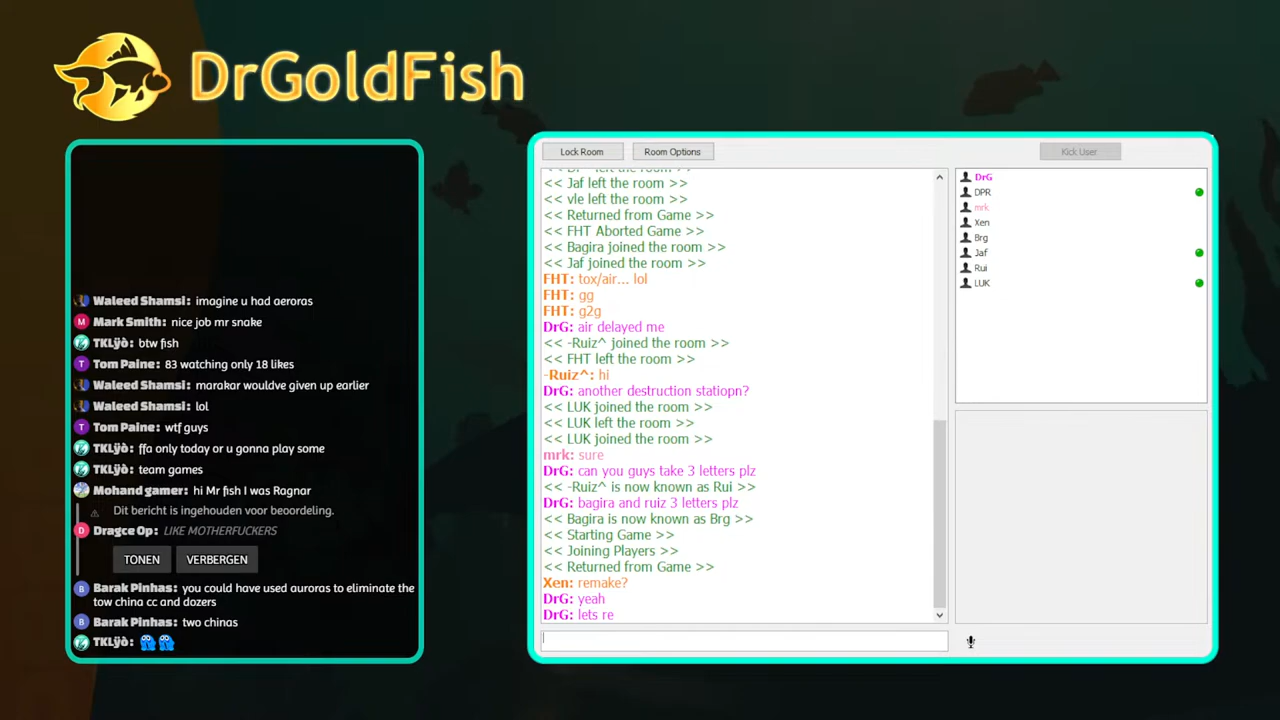 DrGoldFish
Waleed Shamsi: imagine u had aeroras
Mark Smith: nice job mr snake
TKLÿò: btw fish
Tom Paine: 83 watching only 18 likes
Waleed Shamsi: marakar wouldve given up earlier
Waleed Shamsi: lol
Tom Paine: wtf guys
TKLÿò: ffa only today or u gonna play some
TKLÿò: team games
Mohand gamer: hi Mr fish I was Ragnar
Dit bericht is ingehouden voor beoordeling.
Dragce Op: LIKE MOTHERFUCKERS
TONEN VERBERGEN
Barak Pinhas: you could have used auroras to eliminate the
tow china cc and dozers
Barak Pinhas: two chinas
TKLÿò:
Lock Room Room Options Kick User
<< Jaf left the room >>
<< vle left the room >>
<< Returned from Game >>
<< FHT Aborted Game >>
<< Bagira joined the room >>
<< Jaf joined the room >>
FHT: tox/air... lol
FHT: gg
FHT: g2g
DrG: air delayed me
<< -Ruiz^ joined the room >>
<< FHT left the room >>
-Ruiz^: hi
DrG: another destruction statiopn?
<< LUK joined the room >>
<< LUK left the room >>
<< LUK joined the room >>
mrk: sure
DrG: can you guys take 3 letters plz
<< -Ruiz^ is now known as Rui >>
DrG: bagira and ruiz 3 letters plz
<< Bagira is now known as Brg >>
<< Starting Game >>
<< Joining Players >>
<< Returned from Game >>
Xen: remake?
DrG: yeah
DrG: lets re
DrG
DPR
mrk
Xen
Brg
Jaf
Rui
LUK